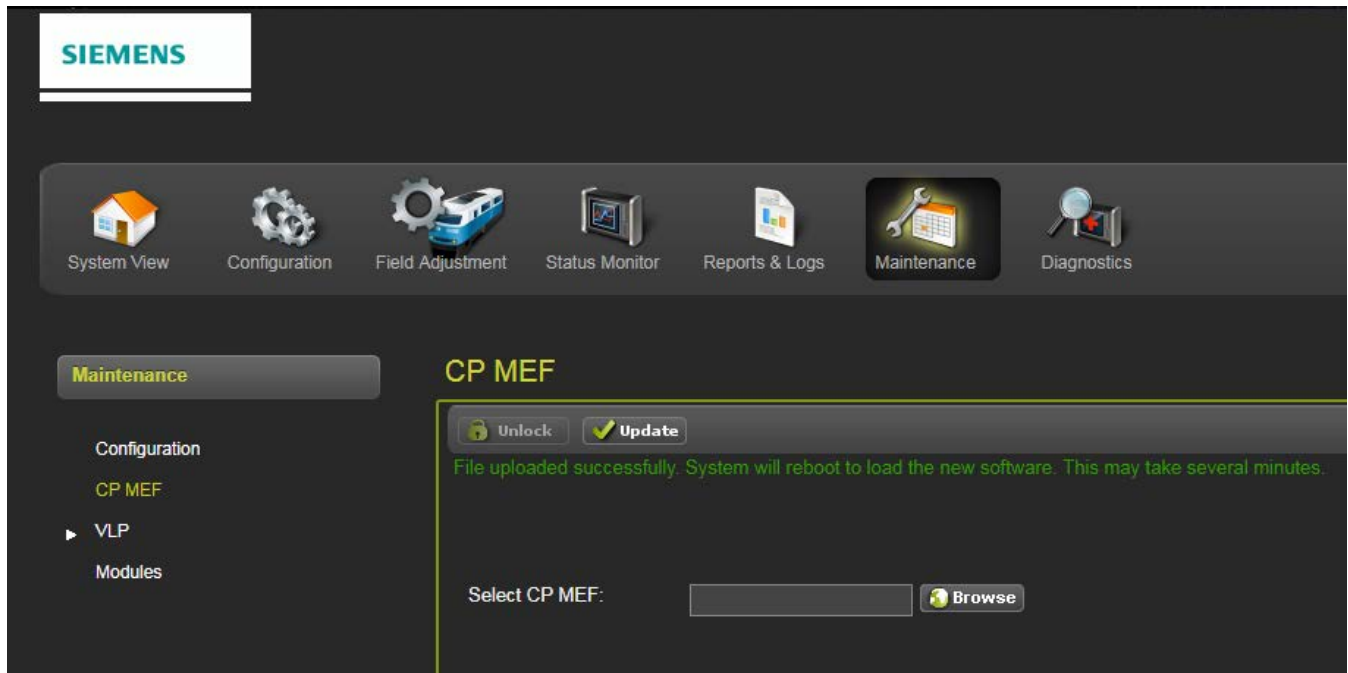 SIEMENS
System View
Configuration
Field Adjustment
Status Monitor
Reports & Logs
Maintenance
Diagnostics
Maintenance
Configuration
CP MEF
VLP
Modules
CP MEF
Unlock
Update
File uploaded successfully. System will reboot to load the new software. This may take several minutes.
Select CP MEF:
Browse